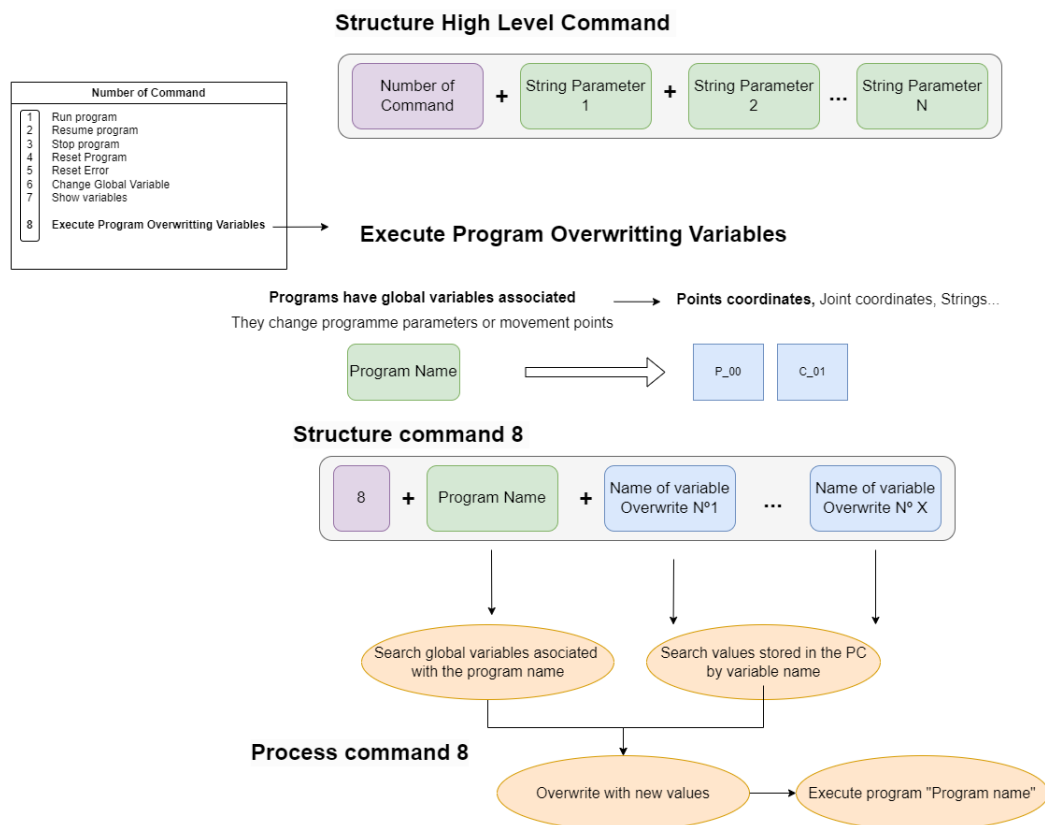 Structure High Level Command
Number of
Command
+
String Parameter
1
+
String Parameter
2
...
String Parameter
N
Number of Command
1 Run program
2 Resume program
3 Stop program
4 Reset Program
5 Reset Error
6 Change Global Variable
7 Show variables
8 Execute Program Overwritting Variables
Execute Program Overwritting Variables
Programs have global variables associated
Points coordinates, Joint coordinates, Strings...
They change programme parameters or movement points
Program Name
P_00
C_01
Structure command 8
8
+
Program Name
+
Name of variable
Overwrite Nº1
...
Name of variable
Overwrite Nº X
Search global variables asociated
with the program name
Search values stored in the PC
by variable name
Process command 8
Overwrite with new values
Execute program "Program name"